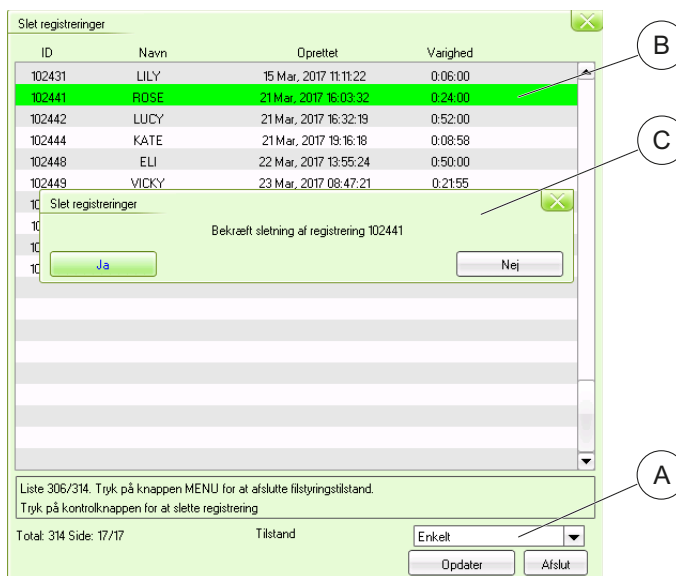 Slet registreringer
ID Navn Oprettet Varighed
102431 LILY 15 Mar, 2017 11:11:22 0:06:00
102441 ROSE 21 Mar, 2017 16:03:32 0:24:00
102442 LUCY 21 Mar, 2017 16:32:19 0:52:00
102444 KATE 21 Mar, 2017 19:16:18 0:08:58
102448 ELI 22 Mar, 2017 13:55:24 0:50:00
102449 VICKY 23 Mar, 2017 08:47:21 0:21:55
Slet registreringer
Bekræft sletning af registrering 102441
Ja Nej
Liste 306/314. Tryk på knappen MENU for at afslutte filstyringstilstand.
Tryk på kontrolknappen for at slette registrering
Total: 314 Side: 17/17 Tilstand Enkelt
Opdater Afslut
B
C
A